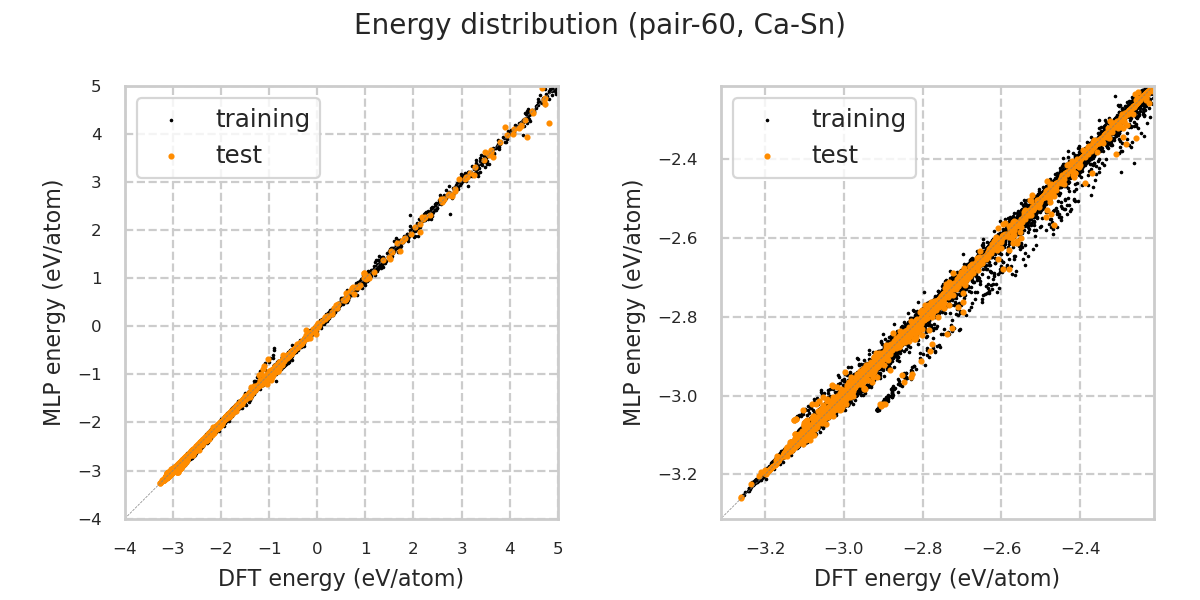 Energy distribution (pair-60, Ca-Sn)
training
test
5
4
3
2
1
0
−1
−2
−3
−4
−4 −3 −2 −1 0 1 2 3 4 5
MLP energy (eV/atom)
DFT energy (eV/atom)
training
test
−2.4
−2.6
−2.8
−3.0
−3.2
−3.2 −3.0 −2.8 −2.6 −2.4
MLP energy (eV/atom)
DFT energy (eV/atom)